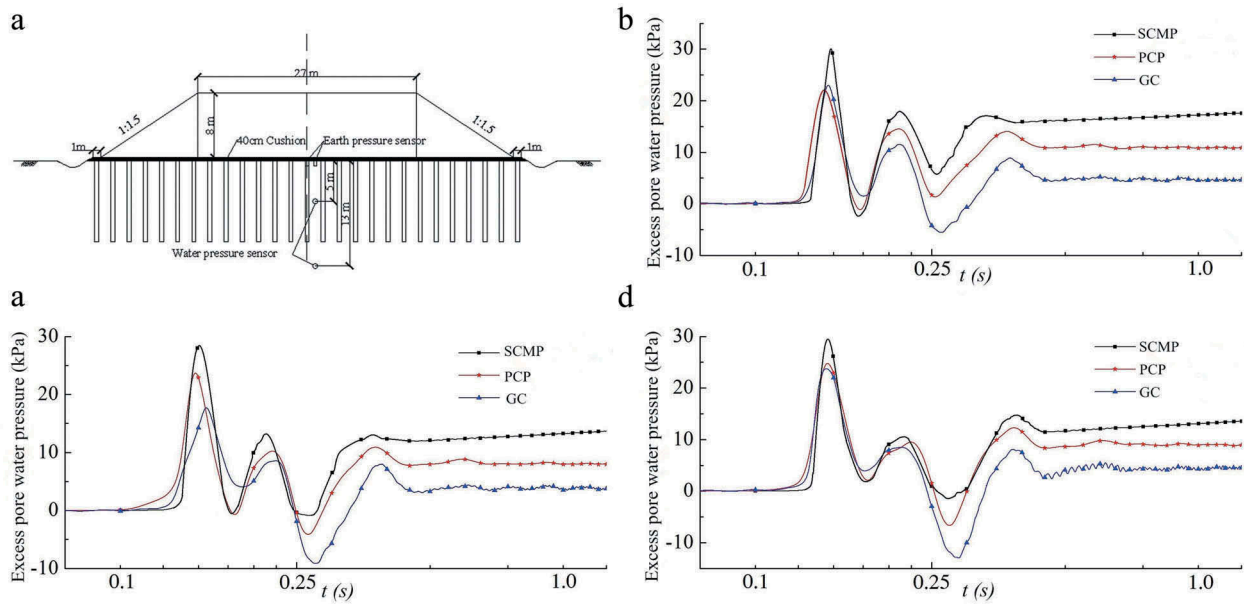 a
27 m
1:1.5
8 m
1:1.5
1m
40cm Cushion
Earth pressure sensor
1m
5 m
13 m
Water pressure sensor
b
Excess pore water pressure (kPa)
30
20
10
0
-10
0.1
0.25
1.0
t (s)
SCMP
PCP
GC
a
Excess pore water pressure (kPa)
30
20
10
0
-10
0.1
0.25
1.0
t (s)
SCMP
PCP
GC
d
Excess pore water pressure (kPa)
30
20
10
0
-10
0.1
0.25
1.0
t (s)
SCMP
PCP
GC